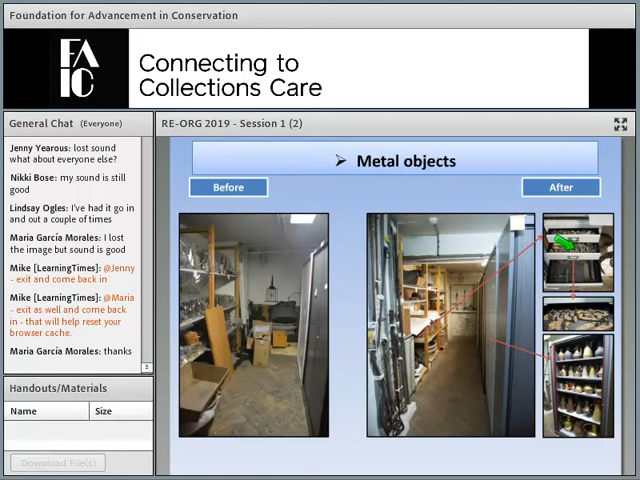 Foundation for Advancement in Conservation
FA
IC
Connecting to
Collections Care
General Chat (Everyone)
Jenny Yearous: lost sound
what about everyone else?
Nikki Bose: my sound is still
good
Lindsay Ogles: I've had it go in
and out a couple of times
Maria García Morales: I lost
the image but sound is good
Mike [LearningTimes]: @Jenny
- exit and come back in
Mike [LearningTimes]: @Maria
- exit as well and come back
in - that will help reset your
browser cache.
Maria García Morales: thanks
Handouts/Materials
Name Size
Download File(s)
RE-ORG 2019 - Session 1 (2)
➢ Metal objects
Before
After